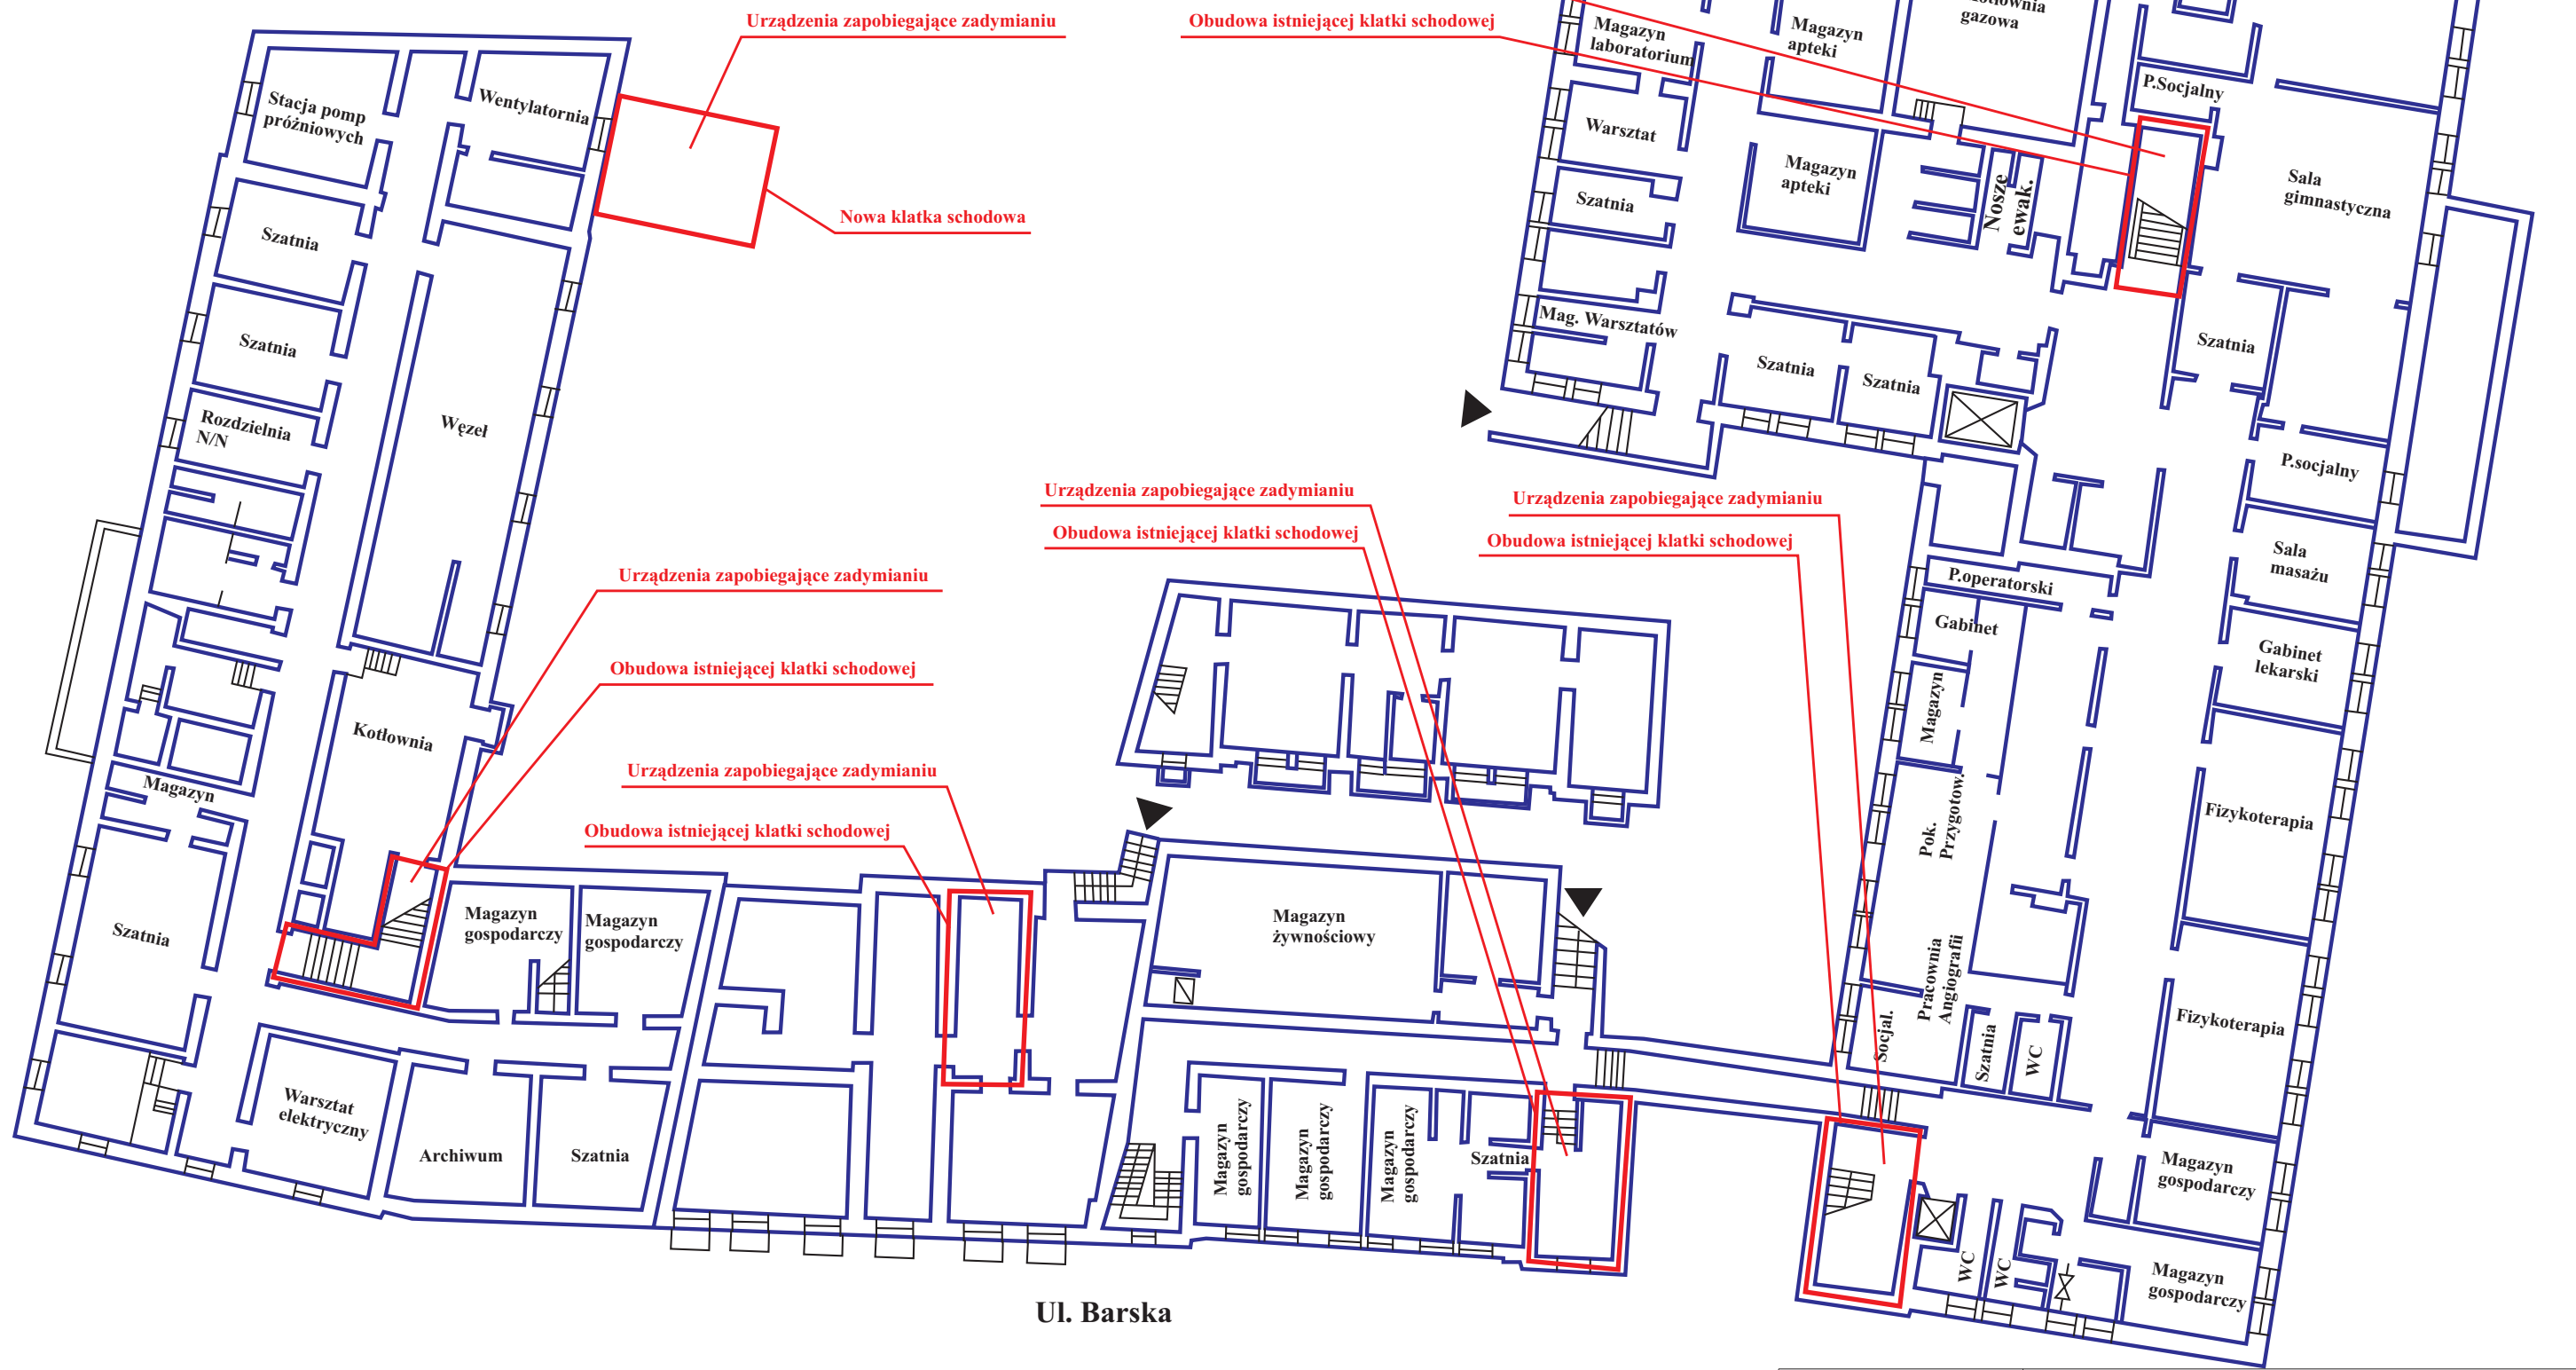 Urządzenia zapobiegające zadymianiu
Nowa klatka schodowa
Obudowa istniejącej klatki schodowej
Stacja pomp
próżniowych
Wentylatornia
Szatnia
Szatnia
Rozdzielnia
N/N
Węzeł
Kotłownia
Magazyn
Szatnia
Urządzenia zapobiegające zadymianiu
Obudowa istniejącej klatki schodowej
Urządzenia zapobiegające zadymianiu
Obudowa istniejącej klatki schodowej
Magazyn
gospodarczy
Magazyn
gospodarczy
Warsztat
elektryczny
Archiwum
Szatnia
Urządzenia zapobiegające zadymianiu
Obudowa istniejącej klatki schodowej
Urządzenia zapobiegające zadymianiu
Obudowa istniejącej klatki schodowej
Magazyn
żywnościowy
Magazyn
gospodarczy
Magazyn
gospodarczy
Magazyn
gospodarczy
Szatnia
Magazyn
laboratorium
Magazyn
apteki
gazowa
P.Socjalny
Warsztat
Magazyn
apteki
Nosze
ewak.
Sala
gimnastyczna
Szatnia
Mag. Warsztatów
Szatnia
Szatnia
Szatnia
P.socjalny
Sala
masażu
P.operatorski
Gabinet
Gabinet
lekarski
Magazyn
Pok.
Przygotow.
Fizykoterapia
Pracownia
Angiografii
Socjal.
Szatnia
WC
Fizykoterapia
Magazyn
gospodarczy
WC
WC
Magazyn
gospodarczy
Ul. Barska